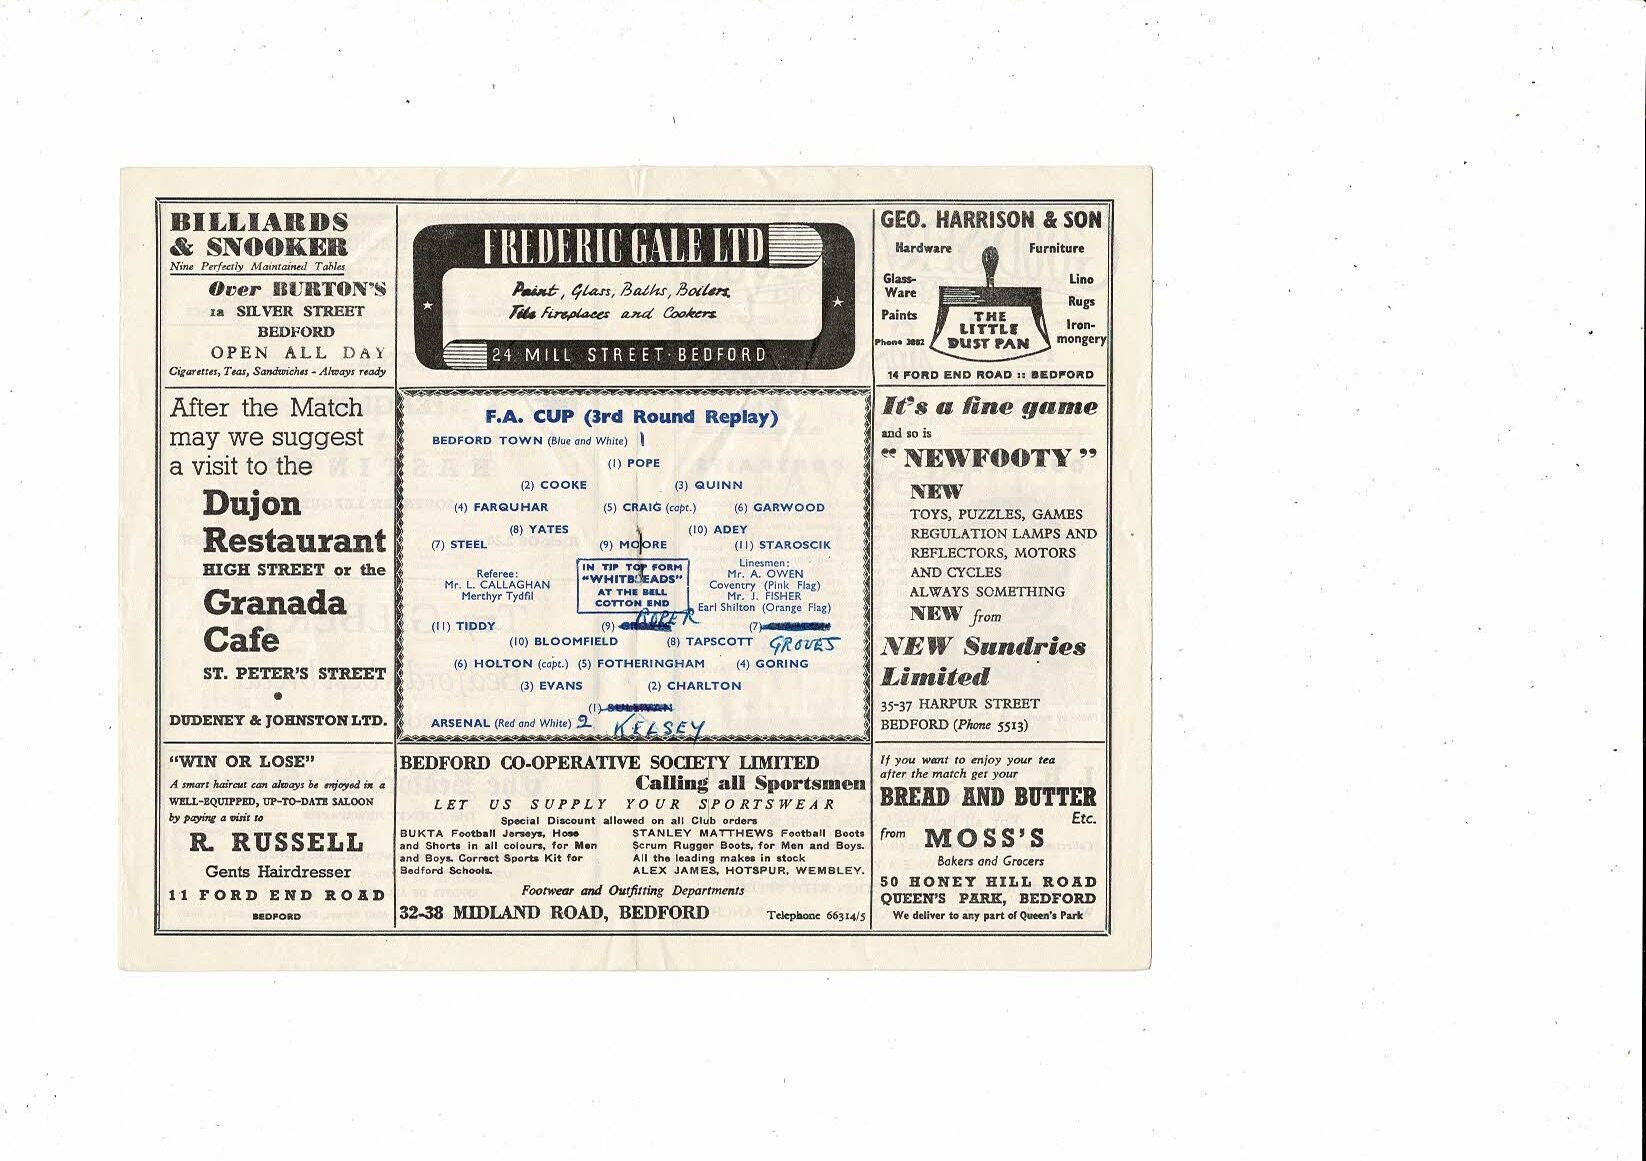 BILLIARDS
& SNOOKER
Nine Perfectly Maintained Tables
Over BURTON'S
1a SILVER STREET
BEDFORD
OPEN ALL DAY
Cigarettes, Teas, Sandwiches - Always ready
After the Match
may we suggest
a visit to the
Dujon
Restaurant
HIGH STREET or the
Granada
Cafe
ST. PETER'S STREET
DUDENEY & JOHNSTON LTD.
"WIN OR LOSE"
A smart haircut can always be enjoyed in a
WELL-EQUIPPED, UP-TO-DATE SALOON
by paying a visit to
R. RUSSELL
Gents Hairdresser
11 FORD END ROAD
BEDFORD
FREDERIC GALE LTD
Paint, Glass, Baths, Boilers,
Tile Fireplaces and Cookers
24 MILL STREET · BEDFORD
F.A. CUP (3rd Round Replay)
BEDFORD TOWN (Blue and White) 1
(1) POPE
(2) COOKE (3) QUINN
(4) FARQUHAR (5) CRAIG (capt.) (6) GARWOOD
(8) YATES (10) ADEY
(7) STEEL (9) MOORE (11) STAROSCIK
Referee:
Mr. L. CALLAGHAN
Merthyr Tydfil
IN TIP TOP FORM
"WHITBREADS"
AT THE BELL
COTTON END
Linesmen:
Mr. A. OWEN
Coventry (Pink Flag)
Mr. J. FISHER
Earl Shilton (Orange Flag)
ROPER
(11) TIDDY (9) (7)
(10) BLOOMFIELD (8) TAPSCOTT GROVES
(6) HOLTON (capt.) (5) FOTHERINGHAM (4) GORING
(3) EVANS (2) CHARLTON
(1) SULLIVAN
ARSENAL (Red and White) 2 KELSEY
BEDFORD CO-OPERATIVE SOCIETY LIMITED
Calling all Sportsmen
LET US SUPPLY YOUR SPORTSWEAR
Special Discount allowed on all Club orders
BUKTA Football Jerseys, Hose
and Shorts in all colours, for Men
and Boys. Correct Sports Kit for
Bedford Schools.
STANLEY MATTHEWS Football Boots
Scrum Rugger Boots, for Men and Boys.
All the leading makes in stock
ALEX JAMES, HOTSPUR, WEMBLEY.
Footwear and Outfitting Departments
32-38 MIDLAND ROAD, BEDFORD Telephone 66314/5
GEO. HARRISON & SON
Hardware Furniture
Glass-
Ware
Paints
Phone 3882
Lino
Rugs
Iron-
mongery
THE
LITTLE
DUST PAN
14 FORD END ROAD :: BEDFORD
It's a fine game
and so is
"NEWFOOTY"
NEW
TOYS, PUZZLES, GAMES
REGULATION LAMPS AND
REFLECTORS, MOTORS
AND CYCLES
ALWAYS SOMETHING
NEW from
NEW Sundries
Limited
35-37 HARPUR STREET
BEDFORD (Phone 5513)
If you want to enjoy your tea
after the match get your
BREAD AND BUTTER
Etc.
from MOSS'S
Bakers and Grocers
50 HONEY HILL ROAD
QUEEN'S PARK, BEDFORD
We deliver to any part of Queen's Park